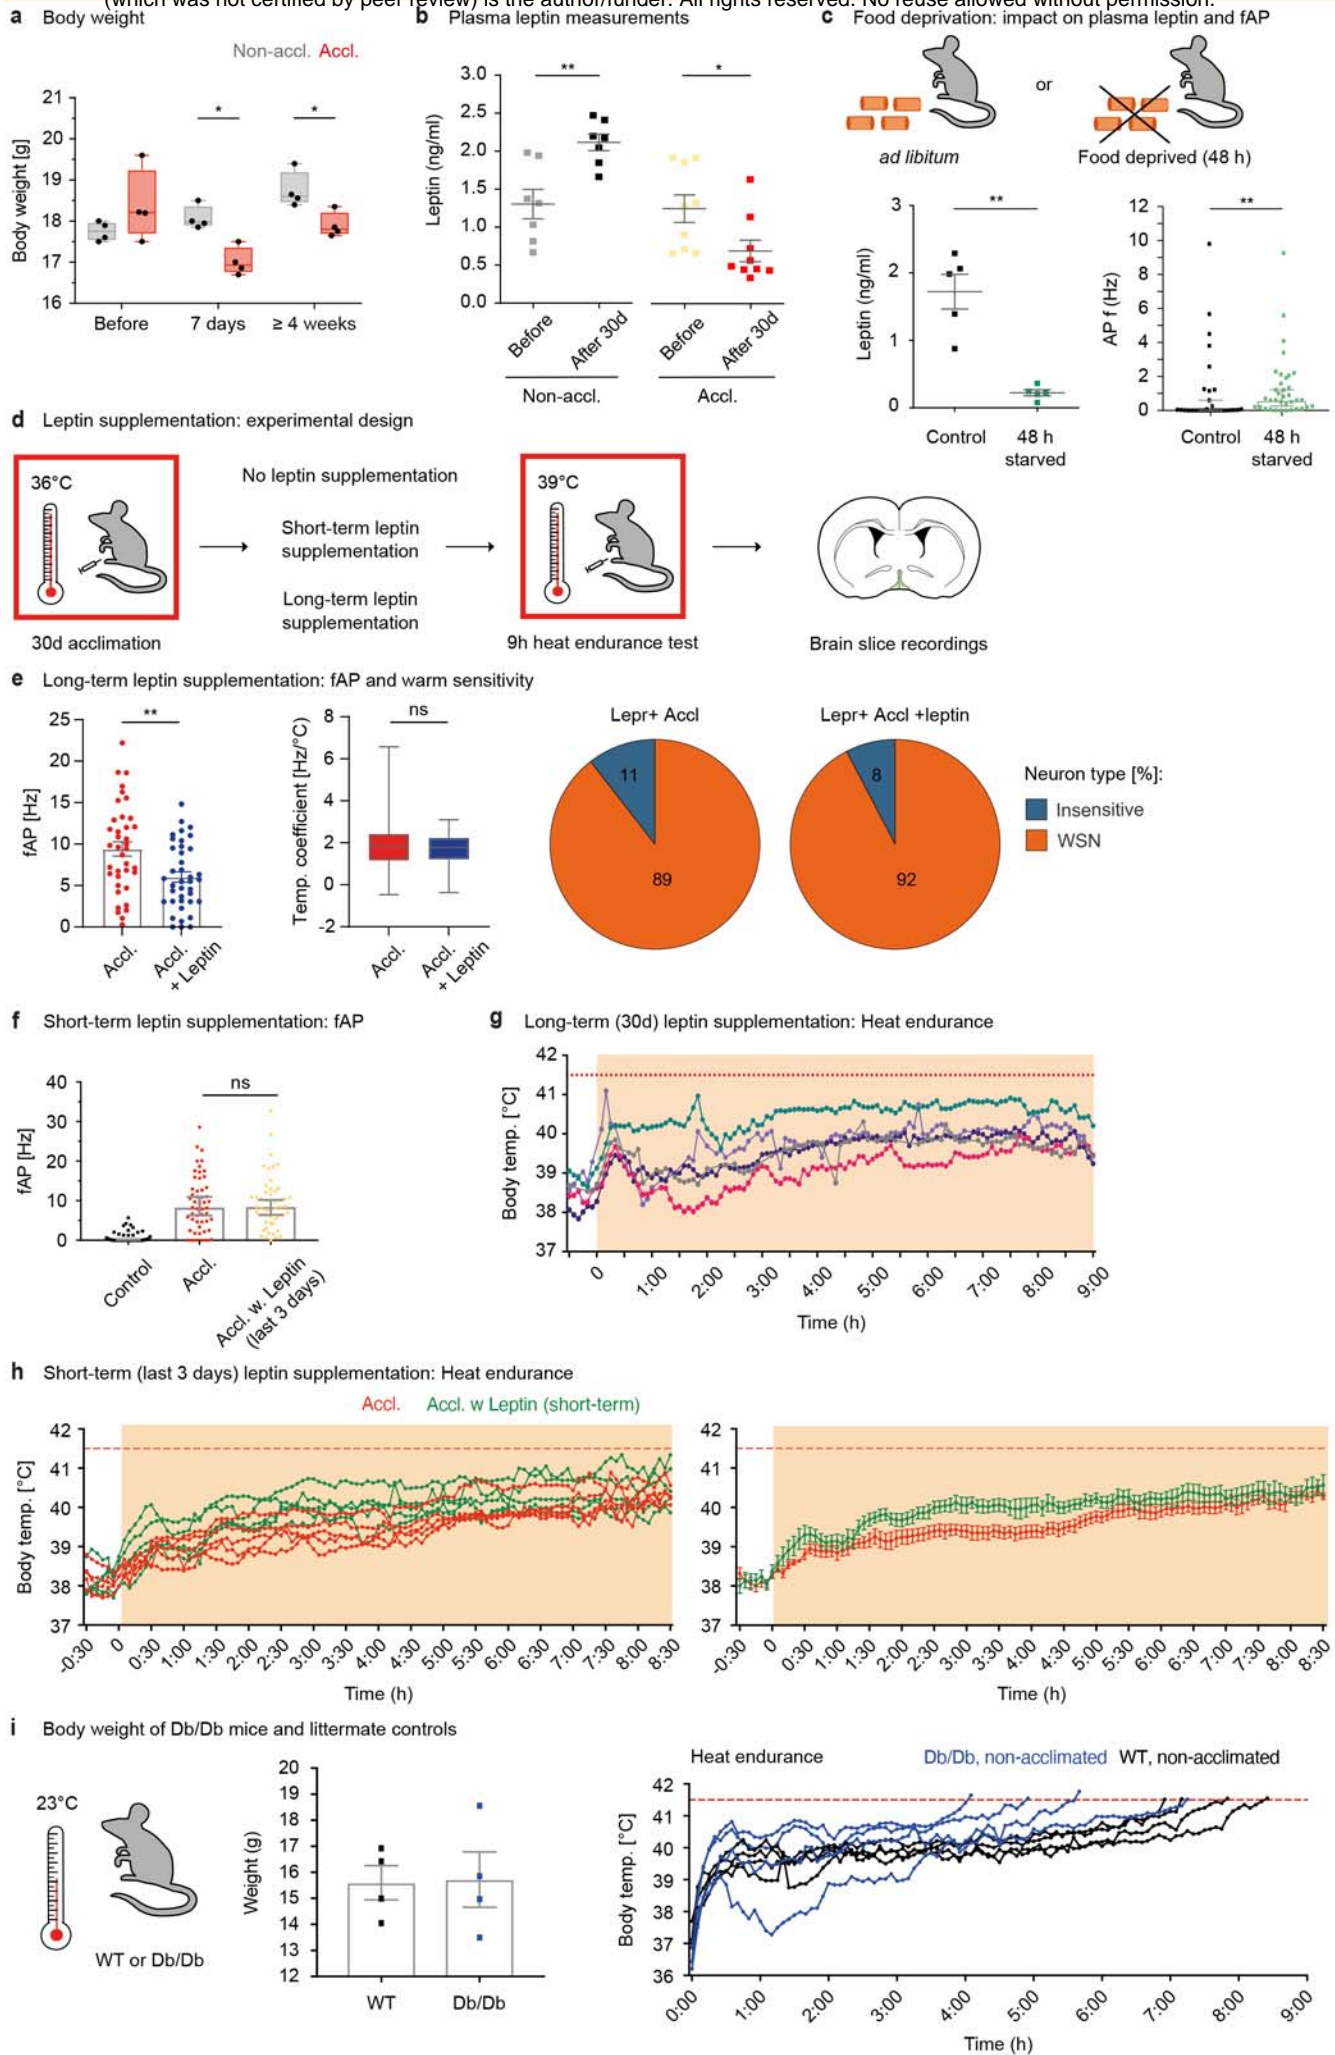 (which was not certified by peer review) is the author/funder. All rights reserved. No reuse allowed without permission.
a Body weight
Non-accl. Accl.
Body weight [g]
21
20
19
18
17
16
* *
Before 7 days ≥ 4 weeks
b Plasma leptin measurements
Leptin (ng/ml)
3.0
2.5
2.0
1.5
1.0
0.5
0.0
** *
Before After 30d Before After 30d
Non-accl. Accl.
c Food deprivation: impact on plasma leptin and fAP
or
ad libitum Food deprived (48 h)
Leptin (ng/ml)
3
2
1
0
**
Control 48 h
starved
AP f (Hz)
12
10
8
6
4
2
0
**
Control 48 h
starved
d Leptin supplementation: experimental design
36°C
30d acclimation
No leptin supplementation
Short-term leptin
supplementation
Long-term leptin
supplementation
39°C
9h heat endurance test
Brain slice recordings
e Long-term leptin supplementation: fAP and warm sensitivity
fAP [Hz]
25
20
15
10
5
0
**
Accl. Accl.
+ Leptin
Temp. coefficient [Hz/°C)
8
6
4
2
0
-2
ns
Accl. Accl.
+ Leptin
Lepr+ Accl
11
89
Lepr+ Accl +leptin
8
92
Neuron type [%]:
Insensitive
WSN
f Short-term leptin supplementation: fAP
fAP [Hz]
40
30
20
10
0
ns
Control Accl. Accl. w. Leptin
(last 3 days)
g Long-term (30d) leptin supplementation: Heat endurance
Body temp. [°C]
42
41
40
39
38
37
0 1:00 2:00 3:00 4:00 5:00 6:00 7:00 8:00 9:00
Time (h)
h Short-term (last 3 days) leptin supplementation: Heat endurance
Accl. Accl. w Leptin (short-term)
Body temp. [°C]
42
41
40
39
38
37
-0:30 0 0:30 1:00 1:30 2:00 2:30 3:00 3:30 4:00 4:30 5:00 5:30 6:00 6:30 7:00 7:30 8:00 8:30
Time (h)
Body temp. [°C]
42
41
40
39
38
37
-0:30 0 0:30 1:00 1:30 2:00 2:30 3:00 3:30 4:00 4:30 5:00 5:30 6:00 6:30 7:00 7:30 8:00 8:30
Time (h)
i Body weight of Db/Db mice and littermate controls
23°C
WT or Db/Db
Weight (g)
20
19
18
17
16
15
14
13
12
WT Db/Db
Heat endurance Db/Db, non-acclimated WT, non-acclimated
Body temp. [°C]
42
41
40
39
38
37
36
0:00 1:00 2:00 3:00 4:00 5:00 6:00 7:00 8:00 9:00
Time (h)